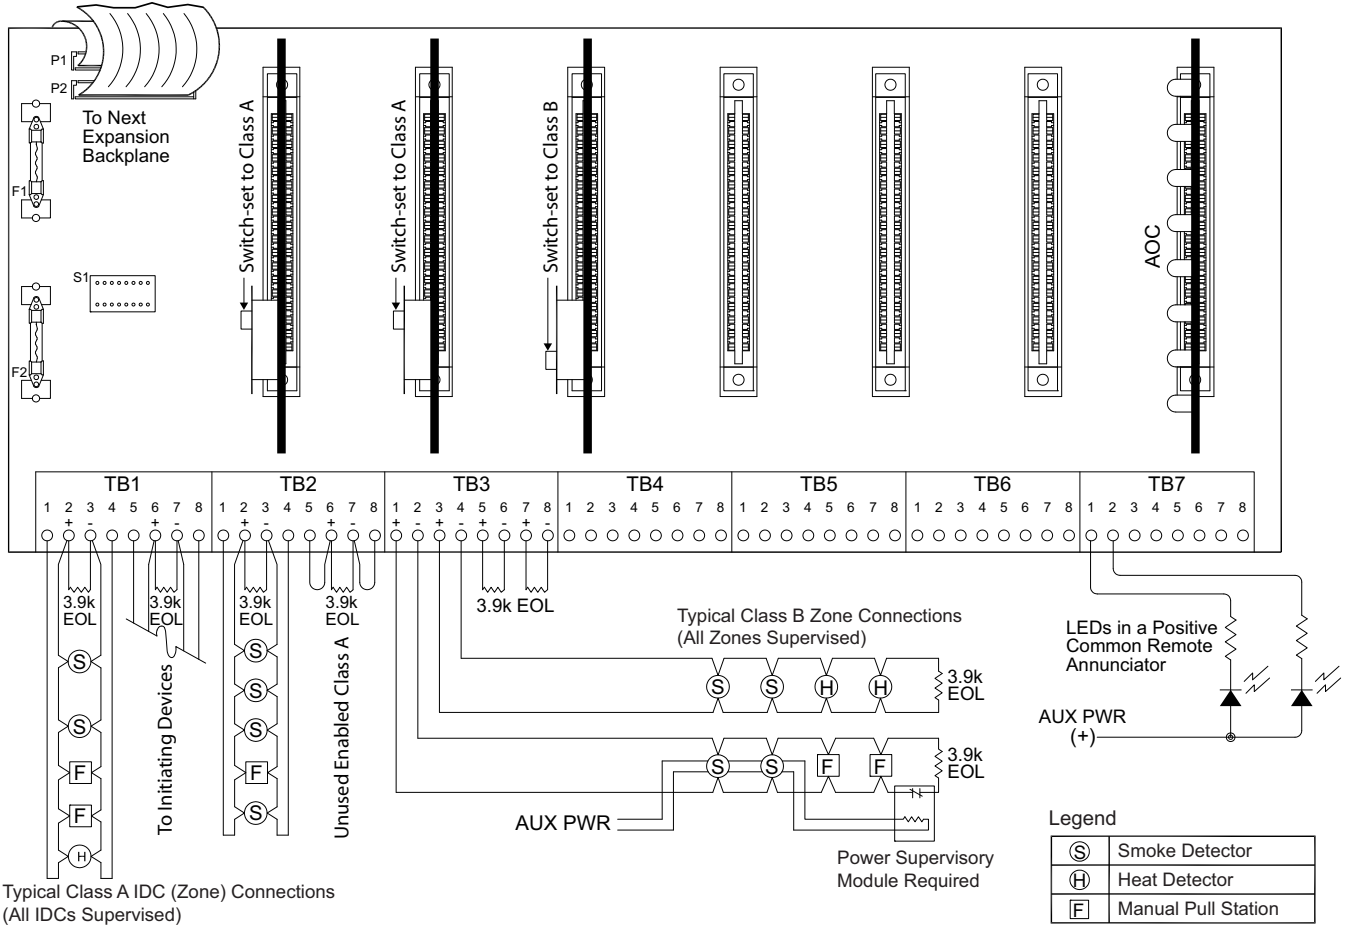 P1
P2
To Next
Expansion
Backplane
F1
S1
F2
Switch-set to Class A
Switch-set to Class A
Switch-set to Class B
AOC
TB1 TB2 TB3 TB4 TB5 TB6 TB7
1 2 3 4 5 6 7 8 1 2 3 4 5 6 7 8 1 2 3 4 5 6 7 8 1 2 3 4 5 6 7 8 1 2 3 4 5 6 7 8 1 2 3 4 5 6 7 8 1 2 3 4 5 6 7 8
+ - + - + - + - + - + - + - + -
3.9k
EOL
3.9k
EOL
3.9k
EOL
3.9k
EOL
3.9k EOL
S
S
F
F
H
To Initiating Devices
S
S
S
F
S
Unused Enabled Class A
Typical Class A IDC (Zone) Connections
(All IDCs Supervised)
Typical Class B Zone Connections
(All Zones Supervised)
S S H H
3.9k
EOL
S S F F
3.9k
EOL
AUX PWR
Power Supervisory
Module Required
LEDs in a Positive
Common Remote
Annunciator
AUX PWR
(+)
Legend
S Smoke Detector
H Heat Detector
F Manual Pull Station